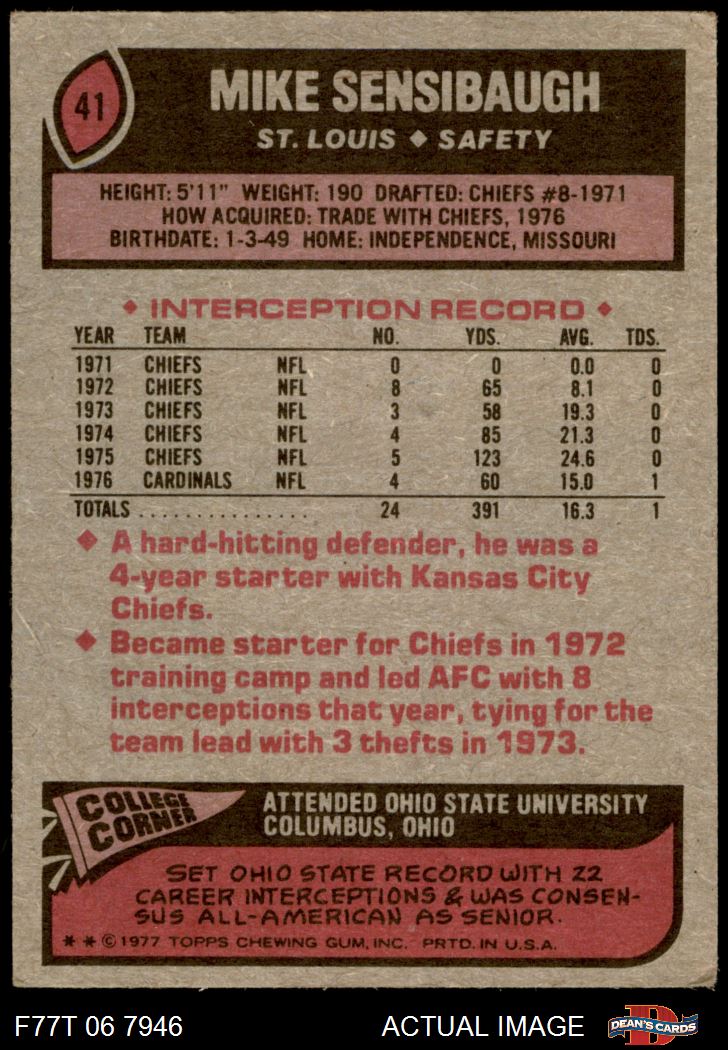 41
MIKE SENSIBAUGH
ST. LOUIS ◆ SAFETY
HEIGHT: 5'11" WEIGHT: 190 DRAFTED: CHIEFS #8-1971
HOW ACQUIRED: TRADE WITH CHIEFS, 1976
BIRTHDATE: 1-3-49 HOME: INDEPENDENCE, MISSOURI
◆ INTERCEPTION RECORD ◆
YEAR TEAM NO. YDS. AVG. TDS.
1971 CHIEFS NFL 0 0 0.0 0
1972 CHIEFS NFL 8 65 8.1 0
1973 CHIEFS NFL 3 58 19.3 0
1974 CHIEFS NFL 4 85 21.3 0
1975 CHIEFS NFL 5 123 24.6 0
1976 CARDINALS NFL 4 60 15.0 1
TOTALS . . . . . . . . . . . . . . . 24 391 16.3 1
◆ A hard-hitting defender, he was a
4-year starter with Kansas City
Chiefs.
◆ Became starter for Chiefs in 1972
training camp and led AFC with 8
interceptions that year, tying for the
team lead with 3 thefts in 1973.
COLLEGE
CORNER
ATTENDED OHIO STATE UNIVERSITY
COLUMBUS, OHIO
SET OHIO STATE RECORD WITH 22
CAREER INTERCEPTIONS & WAS CONSEN-
SUS ALL-AMERICAN AS SENIOR.
* * © 1977 TOPPS CHEWING GUM, INC. PRTD. IN U.S.A.
F77T 06 7946 ACTUAL IMAGE
D
DEAN'S CARDS